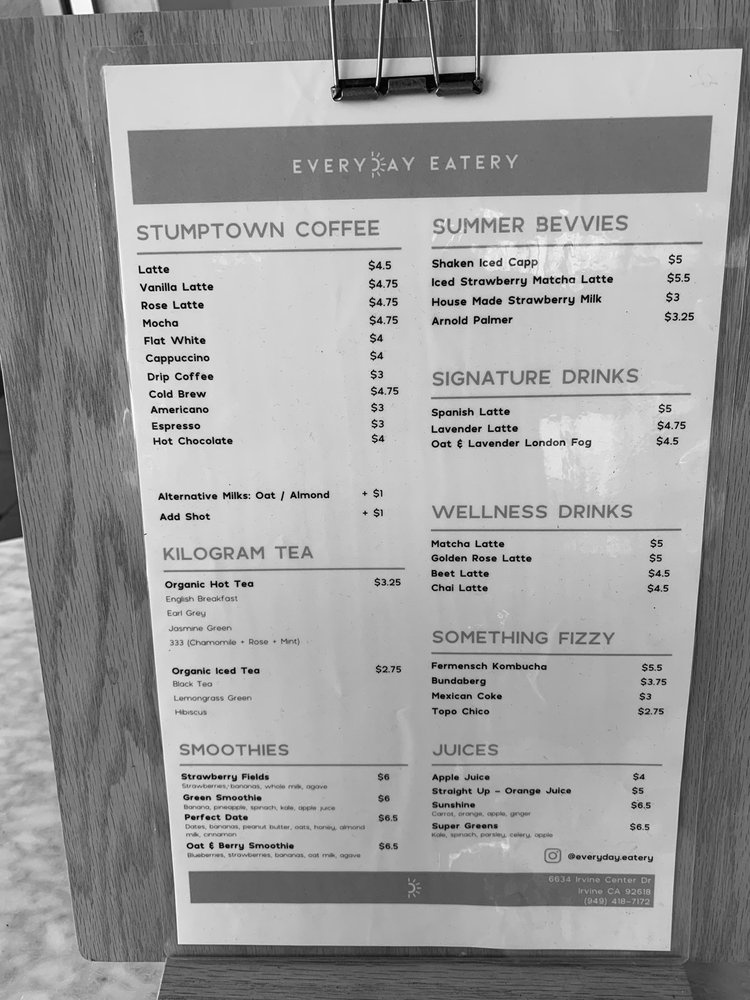 EVERYDAY EATERY
STUMPTOWN COFFEE
Latte $4.5
Vanilla Latte $4.75
Rose Latte $4.75
Mocha $4.75
Flat White $4
Cappuccino $4
Drip Coffee $3
Cold Brew $4.75
Americano $3
Espresso $3
Hot Chocolate $4
Alternative Milks: Oat / Almond + $1
Add Shot + $1
KILOGRAM TEA
Organic Hot Tea $3.25
English Breakfast
Earl Grey
Jasmine Green
333 (Chamomile + Rose + Mint)
Organic Iced Tea $2.75
Black Tea
Lemongrass Green
Hibiscus
SMOOTHIES
Strawberry Fields $6
Strawberries, bananas, whole milk, agave
Green Smoothie $6
Banana, pineapple, spinach, kale, apple juice
Perfect Date $6.5
Dates, bananas, peanut butter, oats, honey, almond
milk, cinnamon
Oat & Berry Smoothie $6.5
Blueberries, strawberries, bananas, oat milk, agave
SUMMER BEVVIES
Shaken Iced Capp $5
Iced Strawberry Matcha Latte $5.5
House Made Strawberry Milk $3
Arnold Palmer $3.25
SIGNATURE DRINKS
Spanish Latte $5
Lavender Latte $4.75
Oat & Lavender London Fog $4.5
WELLNESS DRINKS
Matcha Latte $5
Golden Rose Latte $5
Beet Latte $4.5
Chai Latte $4.5
SOMETHING FIZZY
Fermensch Kombucha $5.5
Bundaberg $3.75
Mexican Coke $3
Topo Chico $2.75
JUICES
Apple Juice $4
Straight Up - Orange Juice $5
Sunshine $6.5
Carrot, orange, apple, ginger
Super Greens $6.5
Kale, spinach, parsley, celery, apple
@everyday.eatery
6634 Irvine Center Dr
Irvine CA 92618
(949) 418-7172